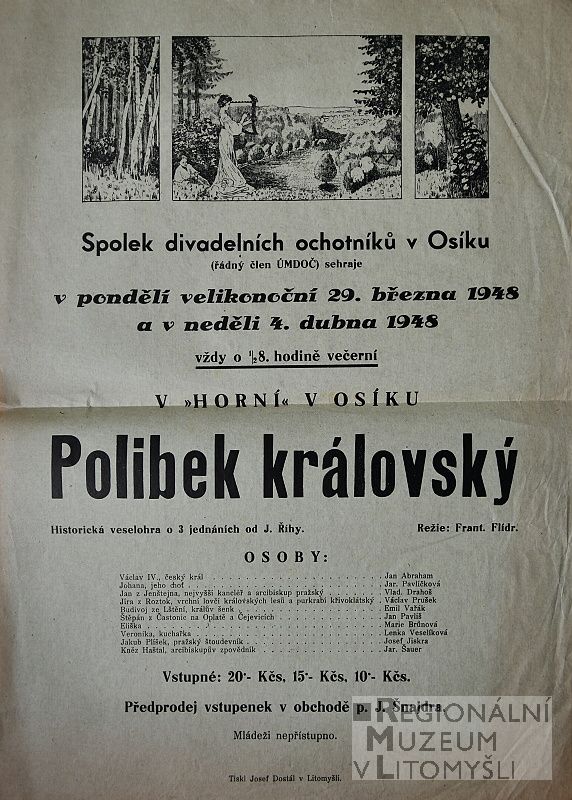 Spolek divadelních ochotníků v Osíku
(řádný člen ÚMDOČ) sehraje
v pondělí velikonoční 29. března 1948
a v neděli 4. dubna 1948
vždy o ½8. hodině večerní
V »HORNÍ« V OSÍKU
Polibek královský
Historická veselohra o 3 jednáních od J. Říhy. Režie: Frant. Flídr.
OSOBY:
Václav IV., český král . . . Jan Abraham
Johana, jeho choť . . . Jar. Pavlíčková
Jan z Jenštejna, nejvyšší kancléř a arcibiskup pražský . . . Vlad. Drahoš
Jíra z Roztok, vrchní lovčí královských lesů a purkrabí křivoklátský . Václav Prušek
Budivoj ze Lštění, králův šenk . . . Emil Vařák
Štěpán z Častonic na Oplatě a Čejevicích . . . Jan Pavliš
Eliška . . . Marie Brůnová
Veronika, kuchařka . . . Lenka Veselíková
Jakub Plíšek, pražský štoudevník . . . Josef Jiskra
Kněz Haštal, arcibiskupův zpovědník . . . Jar. Šauer
Vstupné: 20·- Kčs, 15·- Kčs, 10·- Kčs.
Předprodej vstupenek v obchodě p. J. Šnajdra.
Mládeži nepřístupno.
Tiskl Josef Dostál v Litomyšli.
REGIONÁLNÍ
MUZEUM
V LITOMYŠLI